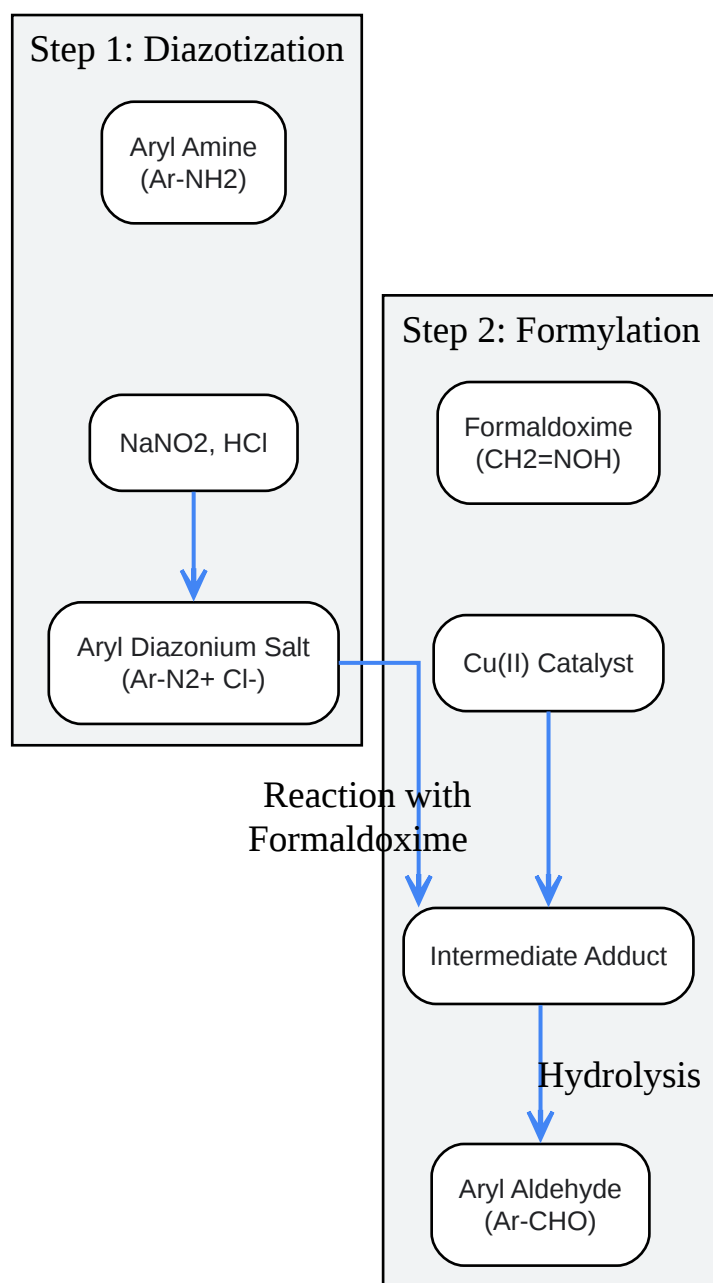 Step 1: Diazotization
Aryl Amine
(Ar-NH2)
NaNO2, HCl
Aryl Diazonium Salt
(Ar-N2+ Cl-)
Step 2: Formylation
Formaldoxime
(CH2=NOH)
Cu(II) Catalyst
Reaction with
Formaldoxime
Intermediate Adduct
Hydrolysis
Aryl Aldehyde
(Ar-CHO)